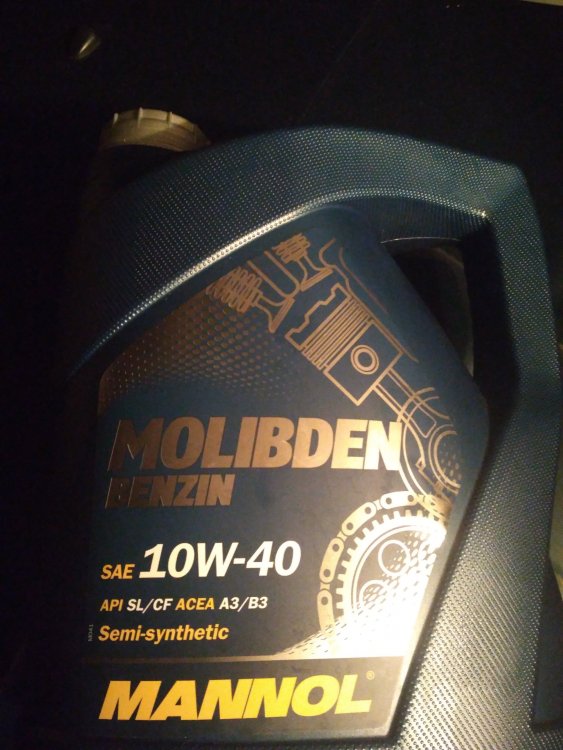 MOLIBDEN
BENZIN
SAE 10W-40
API SL/CF ACEA A3/B3
Semi-synthetic
MANNOL®